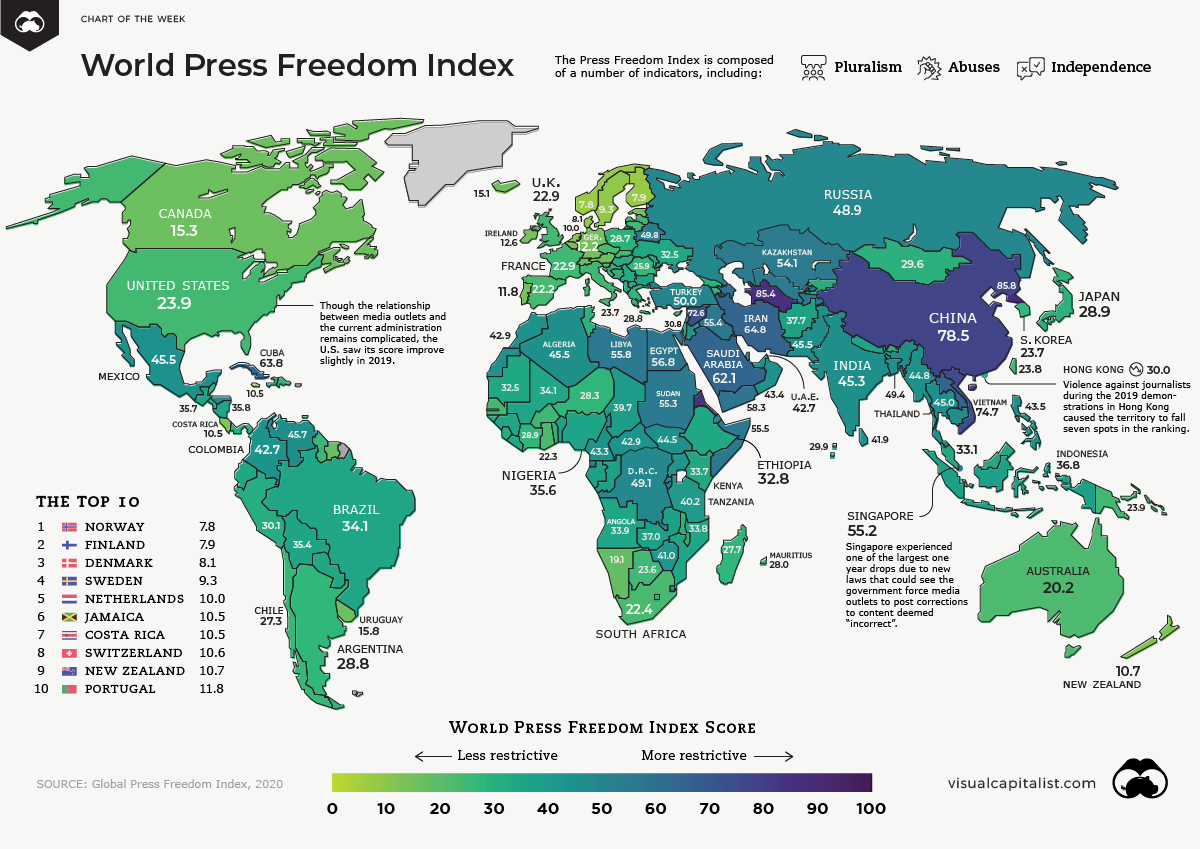 CHART OF THE WEEK
World Press Freedom Index
The Press Freedom Index is composed
of a number of indicators, including:
Pluralism
Abuses
Independence
CANADA
15.3
UNITED STATES
23.9
Though the relationship
between media outlets and
the current administration
remains complicated, the
U.S. saw its score improve
slightly in 2019.
MEXICO
45.5
CUBA
63.8
10.5
35.7
35.8
COSTA RICA
10.5
COLOMBIA
42.7
45.7
BRAZIL
34.1
30.1
35.4
CHILE
27.3
URUGUAY
15.8
ARGENTINA
28.8
15.1
U.K.
22.9
IRELAND
12.6
7.8
9.3
7.9
8.1
10.0
GER.
12.2
28.7
49.8
32.5
25.9
FRANCE
22.9
11.8
22.2
23.7
28.8
RUSSIA
48.9
KAZAKHSTAN
54.1
29.6
TURKEY
50.0
85.4
72.6
30.8
55.4
IRAN
64.8
37.7
45.5
CHINA
78.5
85.8
JAPAN
28.9
S. KOREA
23.7
23.8
HONG KONG
30.0
Violence against journalists
during the 2019 demon-
strations in Hong Kong
caused the territory to fall
seven spots in the ranking.
42.9
ALGERIA
45.5
LIBYA
55.8
EGYPT
56.8
SAUDI
ARABIA
62.1
43.4
U.A.E.
42.7
58.3
INDIA
45.3
49.4
44.8
THAILAND
45.0
VIETNAM
74.7
43.5
32.5
34.1
28.3
39.7
SUDAN
55.3
28.9
22.3
43.3
42.9
44.5
55.5
ETHIOPIA
32.8
NIGERIA
35.6
D.R.C.
49.1
33.7
KENYA
40.2
TANZANIA
29.9
41.9
33.1
INDONESIA
36.8
23.9
SINGAPORE
55.2
Singapore experienced
one of the largest one
year drops due to new
laws that could see the
government force media
outlets to post corrections
to content deemed
“incorrect”.
ANGOLA
33.9
37.0
33.8
41.0
19.1
23.6
27.7
MAURITIUS
28.0
22.4
SOUTH AFRICA
AUSTRALIA
20.2
10.7
NEW ZEALAND
THE TOP 10
1 NORWAY 7.8
2 FINLAND 7.9
3 DENMARK 8.1
4 SWEDEN 9.3
5 NETHERLANDS 10.0
6 JAMAICA 10.5
7 COSTA RICA 10.5
8 SWITZERLAND 10.6
9 NEW ZEALAND 10.7
10 PORTUGAL 11.8
WORLD PRESS FREEDOM INDEX SCORE
Less restrictive
More restrictive
0 10 20 30 40 50 60 70 80 90 100
SOURCE: Global Press Freedom Index, 2020
visualcapitalist.com